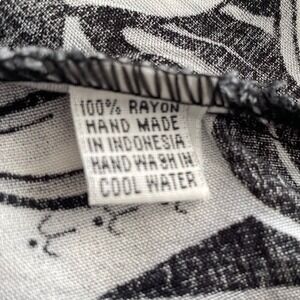 100% RAYON
HAND MADE
IN INDONESIA
HAND WASH IN
COOL WATER